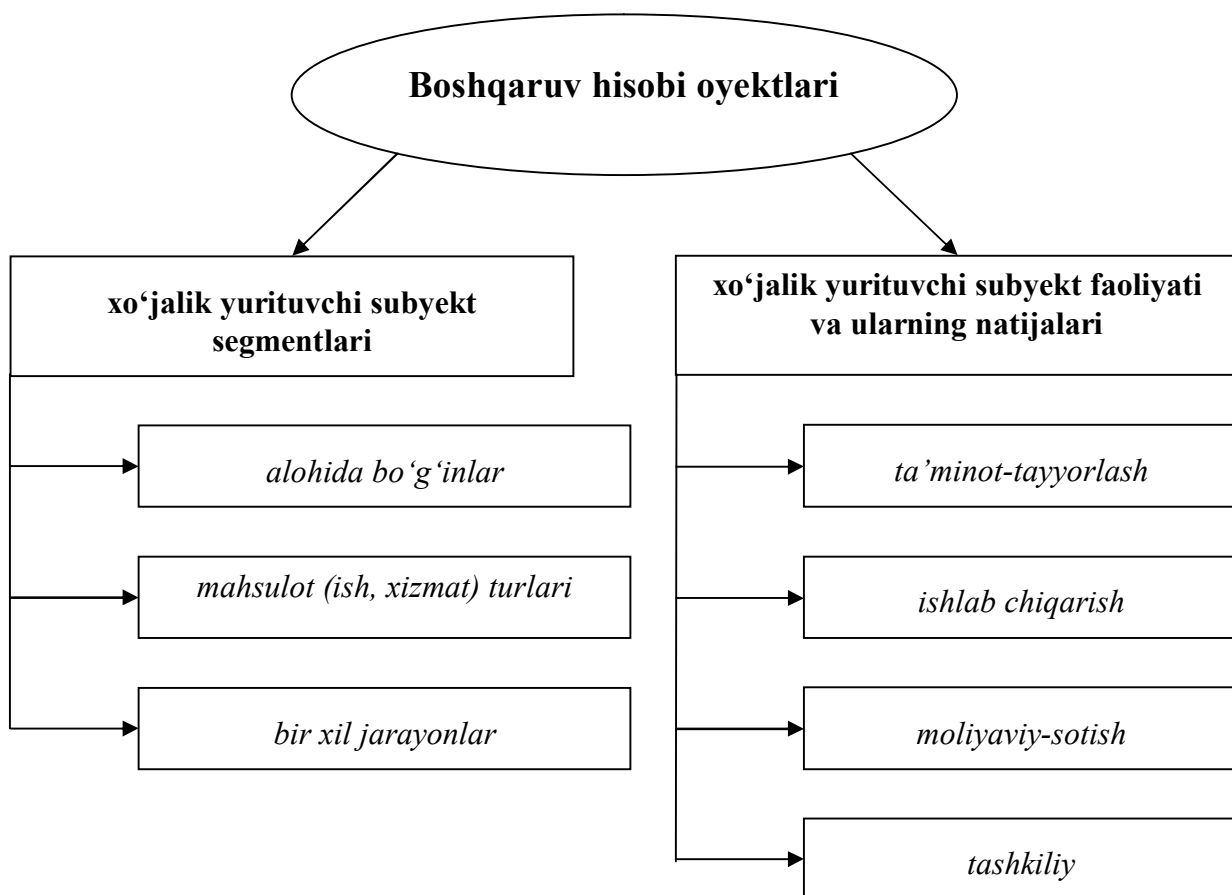 Boshqaruv hisobi oyektlari
xo‘jalik yurituvchi subyekt
segmentlari
alohida bo‘g‘inlar
mahsulot (ish, xizmat) turlari
bir xil jarayonlar
xo‘jalik yurituvchi subyekt faoliyati
va ularning natijalari
ta’minot-tayyorlash
ishlab chiqarish
moliyaviy-sotish
tashkiliy